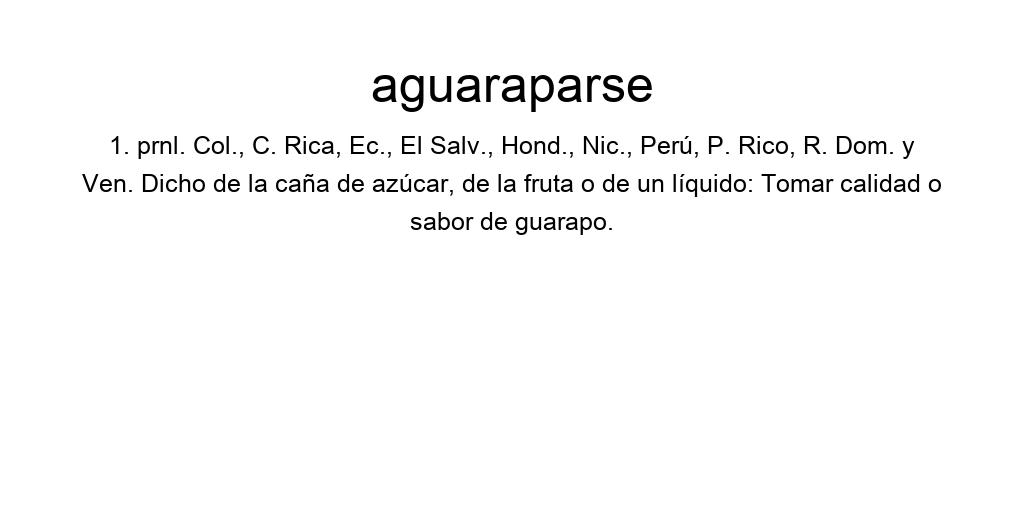 aguaraparse
1. prnl. Col., C. Rica, Ec., El Salv., Hond., Nic., Perú, P. Rico, R. Dom. y
Ven. Dicho de la caña de azúcar, de la fruta o de un líquido: Tomar calidad o
sabor de guarapo.